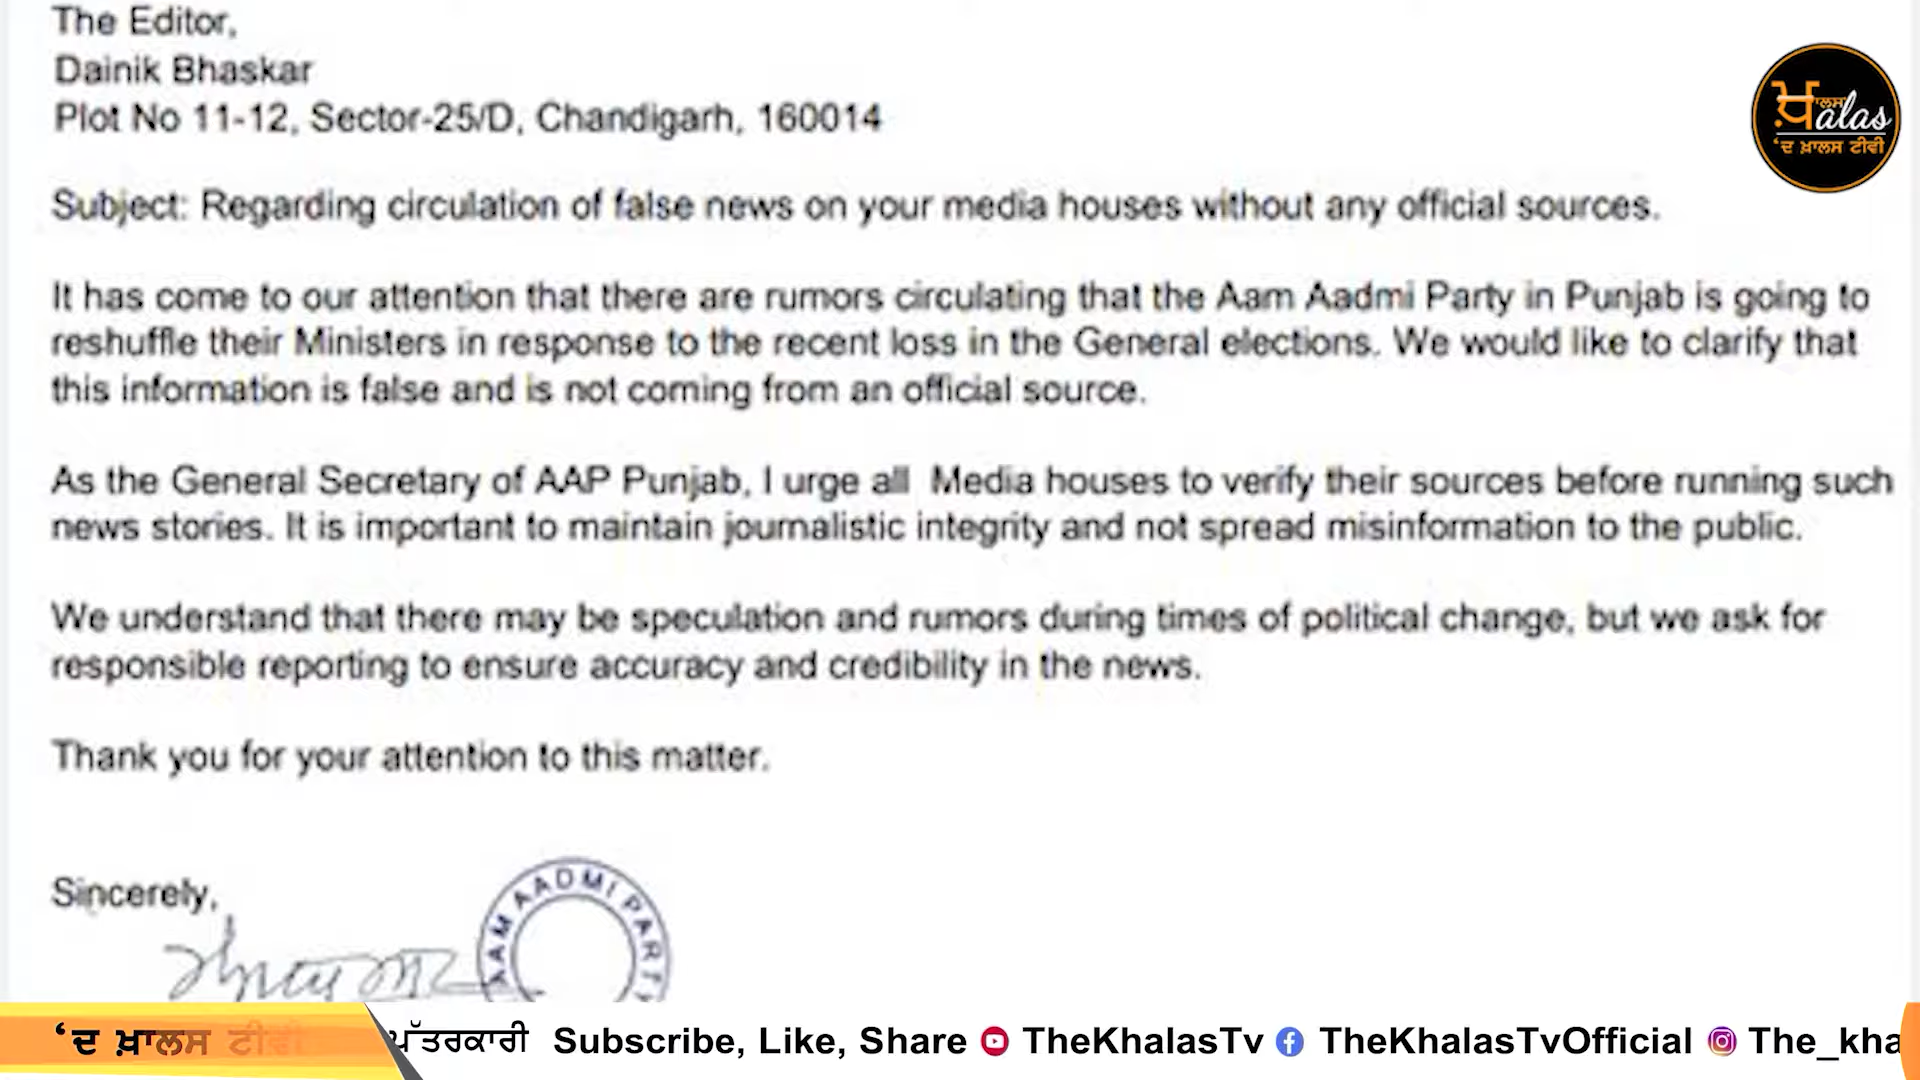 The Editor,
Dainik Bhaskar
Plot No 11-12, Sector-25/D, Chandigarh, 160014
ਖ਼ਾਲਸ alas
'ਦ ਖ਼ਾਲਸ ਟੀਵੀ
Subject: Regarding circulation of false news on your media houses without any official sources.
It has come to our attention that there are rumors circulating that the Aam Aadmi Party in Punjab is going to
reshuffle their Ministers in response to the recent loss in the General elections. We would like to clarify that
this information is false and is not coming from an official source.
As the General Secretary of AAP Punjab, I urge all Media houses to verify their sources before running such
news stories. It is important to maintain journalistic integrity and not spread misinformation to the public.
We understand that there may be speculation and rumors during times of political change, but we ask for
responsible reporting to ensure accuracy and credibility in the news.
Thank you for your attention to this matter.
Sincerely,
AAM AADMI PARTY
'ਦ ਖ਼ਾਲਸ ਟੀਵੀ ਪੱਤਰਕਾਰੀ Subscribe, Like, Share TheKhalasTv TheKhalasTvOfficial The_kha